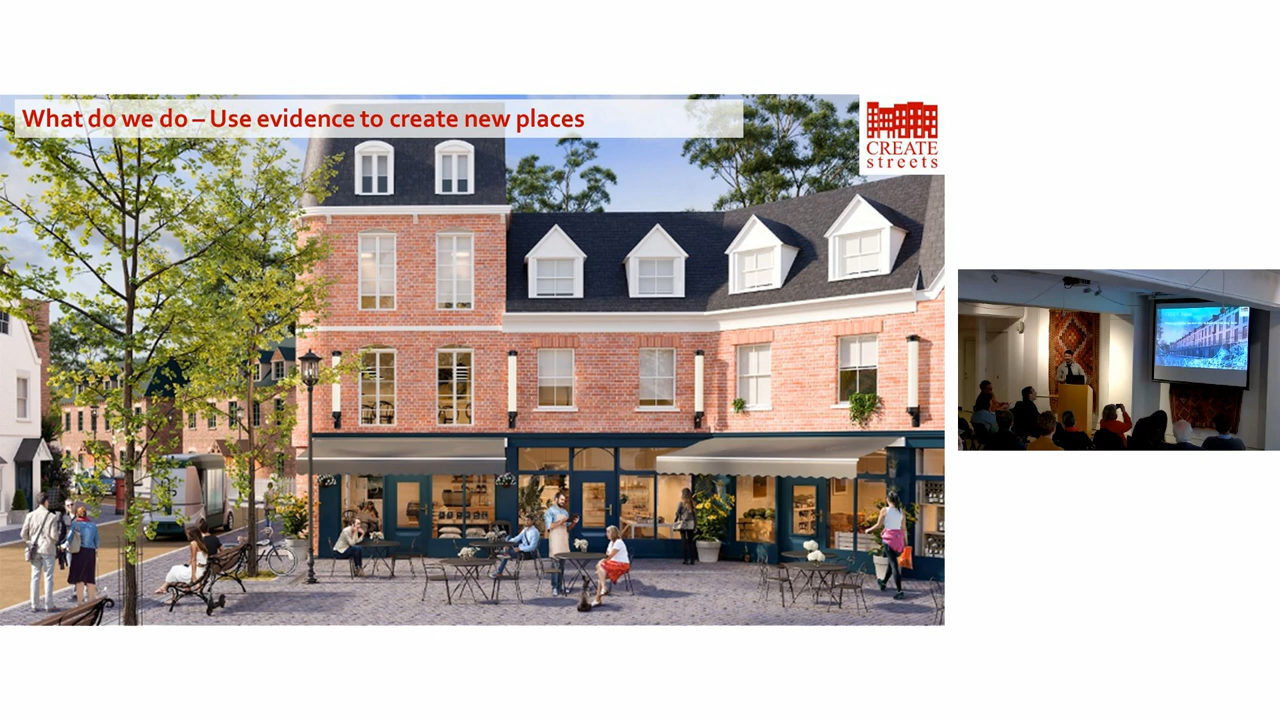 What do we do – Use evidence to create new places
CREATE
streets